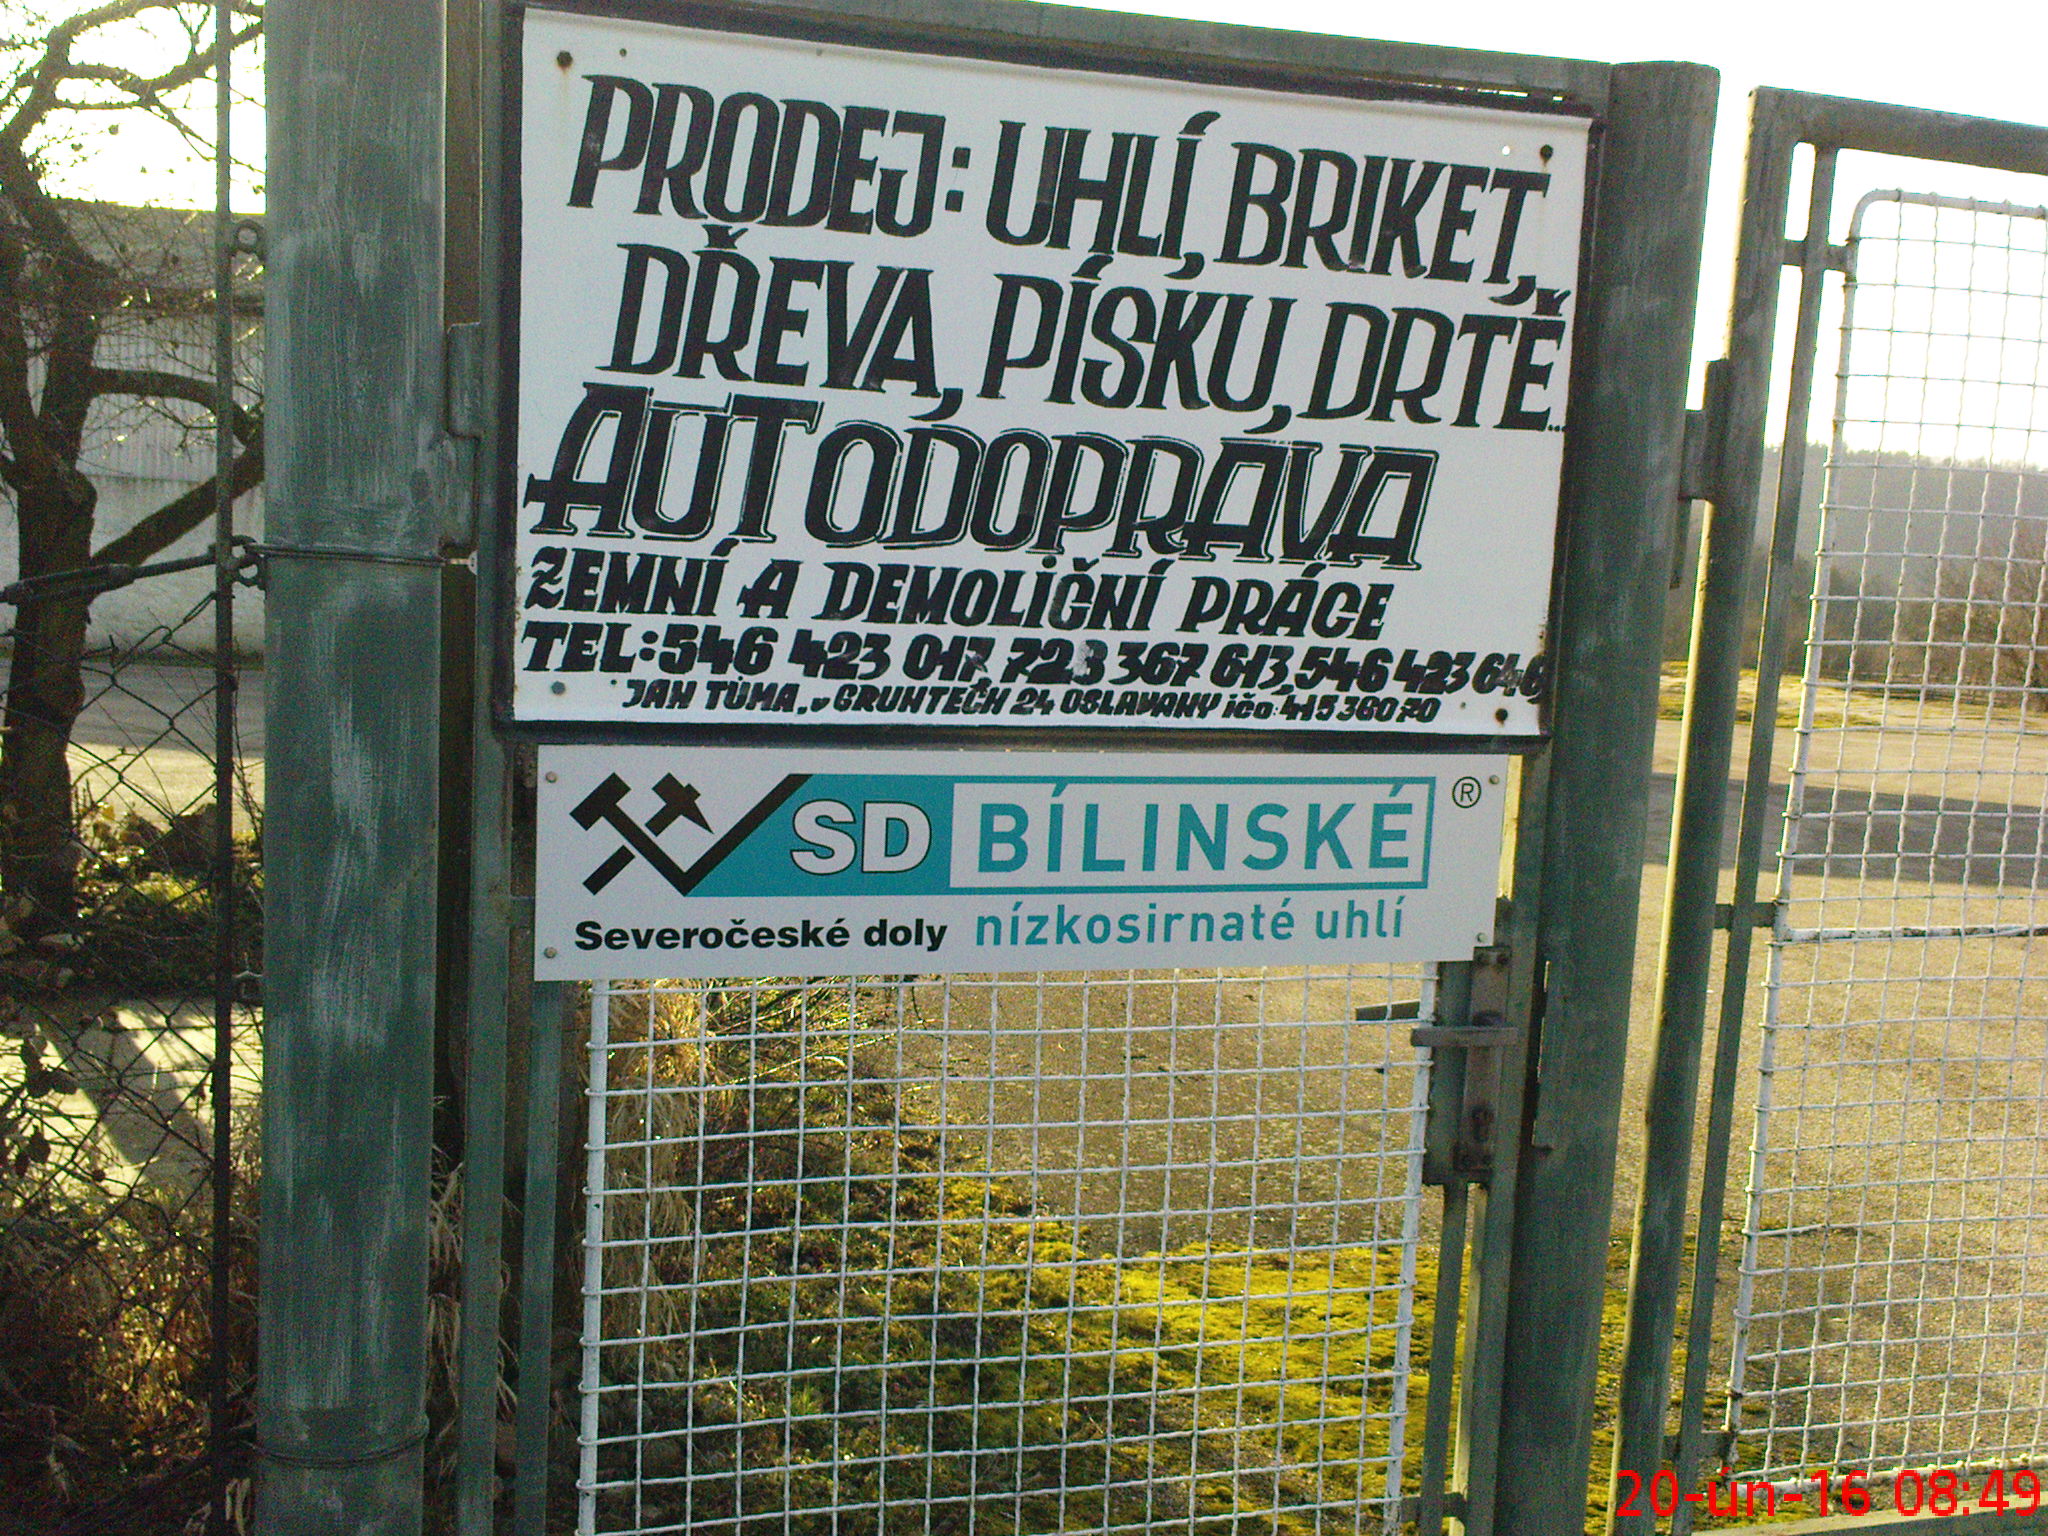 PRODEJ: UHLÍ, BRIKET,
DŘEVA, PÍSKU, DRTĚ...
AUTODOPRAVA
ZEMNÍ A DEMOLIČNÍ PRÁCE
TEL: 546 423 017, 723 367 613, 546 423 646,
JAN TŮMA, v GRUNTECH 24 OSLAVANY ičo: 415 360 70
SD BÍLINSKÉ ®
Severočeské doly nízkosirnaté uhlí
20-ún-16 08:49